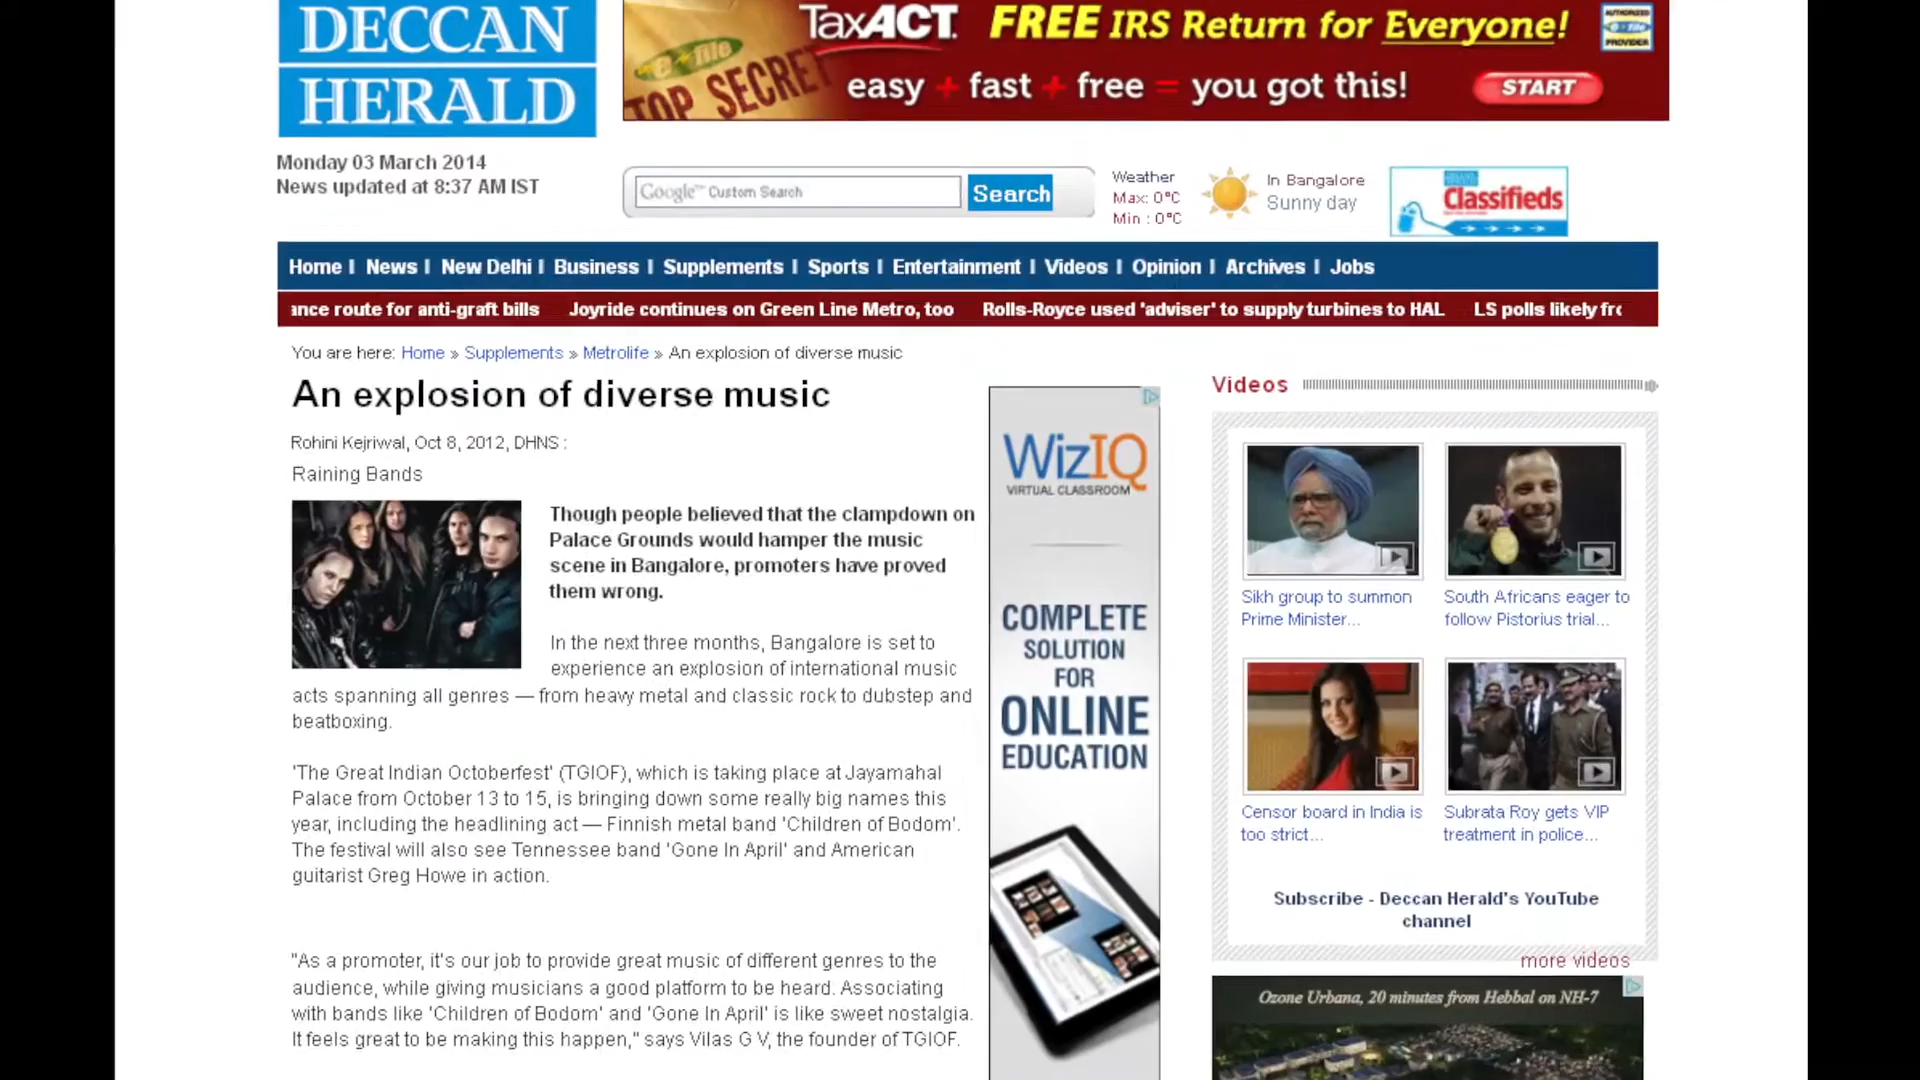 DECCAN
HERALD
e-file
TOP SECRET
TaxACT. FREE IRS Return for Everyone!
easy + fast + free = you got this!
START
AUTHORIZED
e-file
PROVIDER
Monday 03 March 2014
News updated at 8:37 AM IST
Google™ Custom Search
Search
Weather
Max: 0°C
Min : 0°C
In Bangalore
Sunny day
Classifieds
Home | News | New Delhi | Business | Supplements | Sports | Entertainment | Videos | Opinion | Archives | Jobs
ance route for anti-graft bills Joyride continues on Green Line Metro, too Rolls-Royce used 'adviser' to supply turbines to HAL LS polls likely fro
You are here: Home » Supplements » Metrolife » An explosion of diverse music
An explosion of diverse music
Rohini Kejriwal, Oct 8, 2012, DHNS :
Raining Bands
Though people believed that the clampdown on
Palace Grounds would hamper the music
scene in Bangalore, promoters have proved
them wrong.
In the next three months, Bangalore is set to
experience an explosion of international music
acts spanning all genres — from heavy metal and classic rock to dubstep and
beatboxing.
'The Great Indian Octoberfest' (TGIOF), which is taking place at Jayamahal
Palace from October 13 to 15, is bringing down some really big names this
year, including the headlining act — Finnish metal band 'Children of Bodom'.
The festival will also see Tennessee band 'Gone In April' and American
guitarist Greg Howe in action.
"As a promoter, it's our job to provide great music of different genres to the
audience, while giving musicians a good platform to be heard. Associating
with bands like 'Children of Bodom' and 'Gone In April' is like sweet nostalgia.
It feels great to be making this happen," says Vilas G V, the founder of TGIOF.
WizIQ
VIRTUAL CLASSROOM
COMPLETE
SOLUTION
FOR
ONLINE
EDUCATION
Videos
Sikh group to summon
Prime Minister...
South Africans eager to
follow Pistorius trial...
Censor board in India is
too strict...
Subrata Roy gets VIP
treatment in police...
Subscribe - Deccan Herald's YouTube
channel
more videos
Ozone Urbana, 20 minutes from Hebbal on NH-7